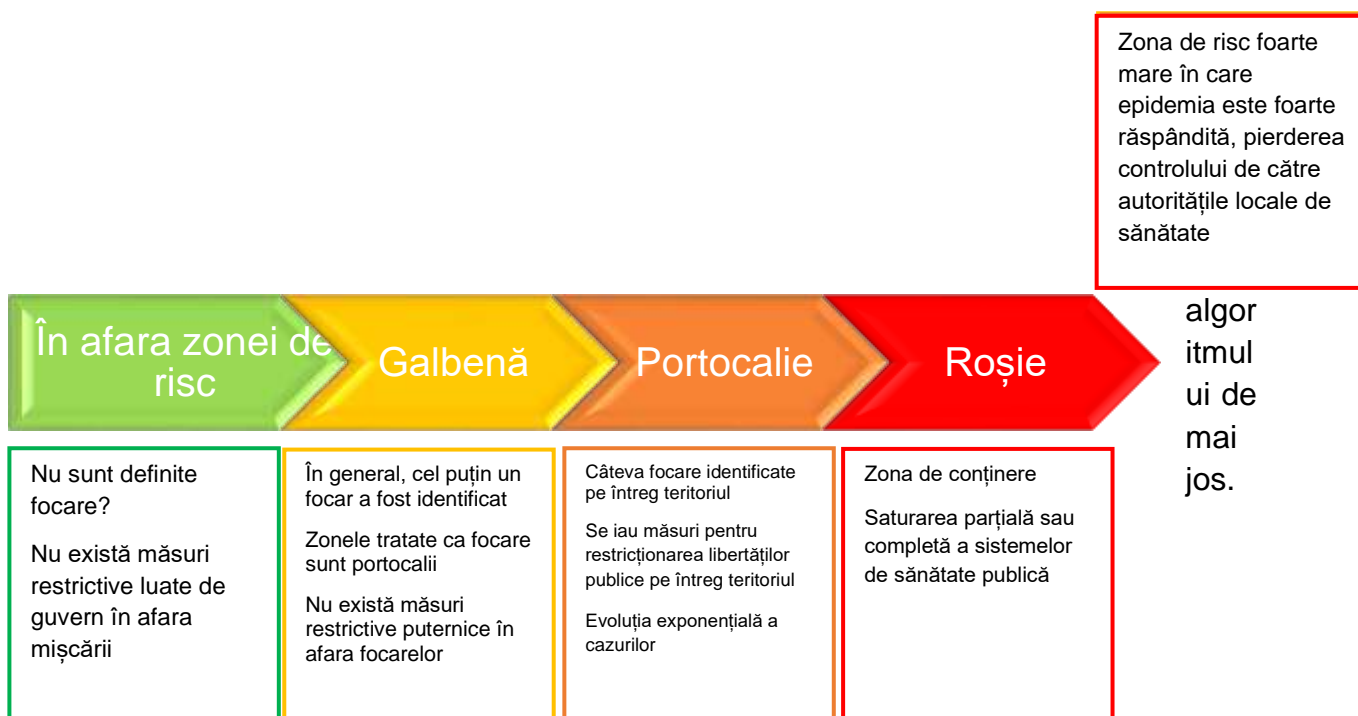 Zona de risc foarte
mare în care
epidemia este foarte
răspândită, pierderea
controlului de către
autoritățile locale de
sănătate
algor
itmul
ui de
mai
jos.
În afara zonei de
risc
Galbenă
Portocalie
Roșie
Nu sunt definite
focare?
Nu există măsuri
restrictive luate de
guvern în afara
mișcării
În general, cel puțin un
focar a fost identificat
Zonele tratate ca focare
sunt portocalii
Nu există măsuri
restrictive puternice în
afara focarelor
Câteva focare identificate
pe întreg teritoriul
Se iau măsuri pentru
restricționarea libertăților
publice pe întreg teritoriul
Evoluția exponențială a
cazurilor
Zona de conținere
Saturarea parțială sau
completă a sistemelor
de sănătate publică